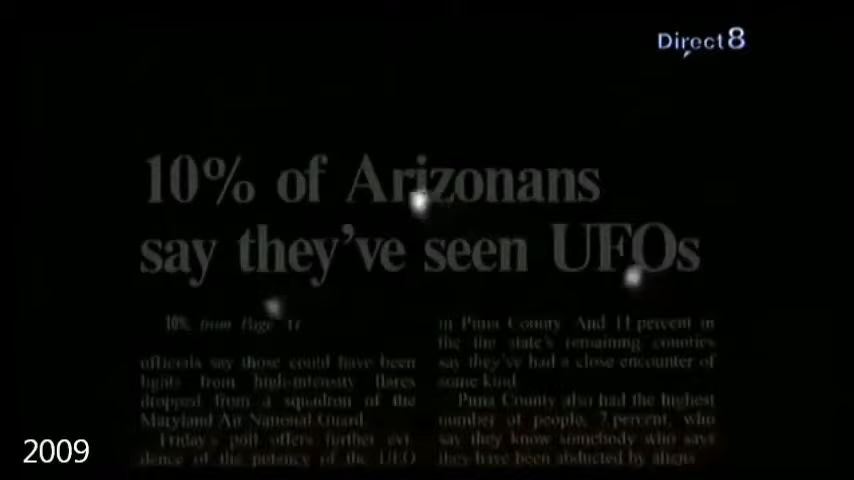 Direct 8
10% of Arizonans
say they've seen UFOs
10%, from Page 1
officials say those could have been
lights from high-intensity flares
dropped from a squadron of the
Maryland Air National Guard.
Friday's poll offers further evi-
dence of the potency of the UFO
in Pima County. And 11 percent in
the the state's remaining counties
say they've had a close encounter of
some kind.
Pima County also had the highest
number of people, 7 percent, who
say they know somebody who says
they have been abducted by aliens
2009